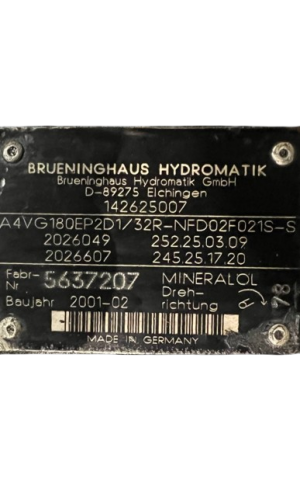 BRUENINGHAUS HYDROMATIK
Brueninghaus Hydromatik GmbH
D-89275 Elchingen
142625007
A4VG180EP2D1/32R-NFD02F021S-S
2026049 252.25.03.09
2026607 245.25.17.20
Fabr-Nr 5637207 MINERALÖL
Baujahr 2001-02 Dreh-richtung
78
MADE IN GERMANY